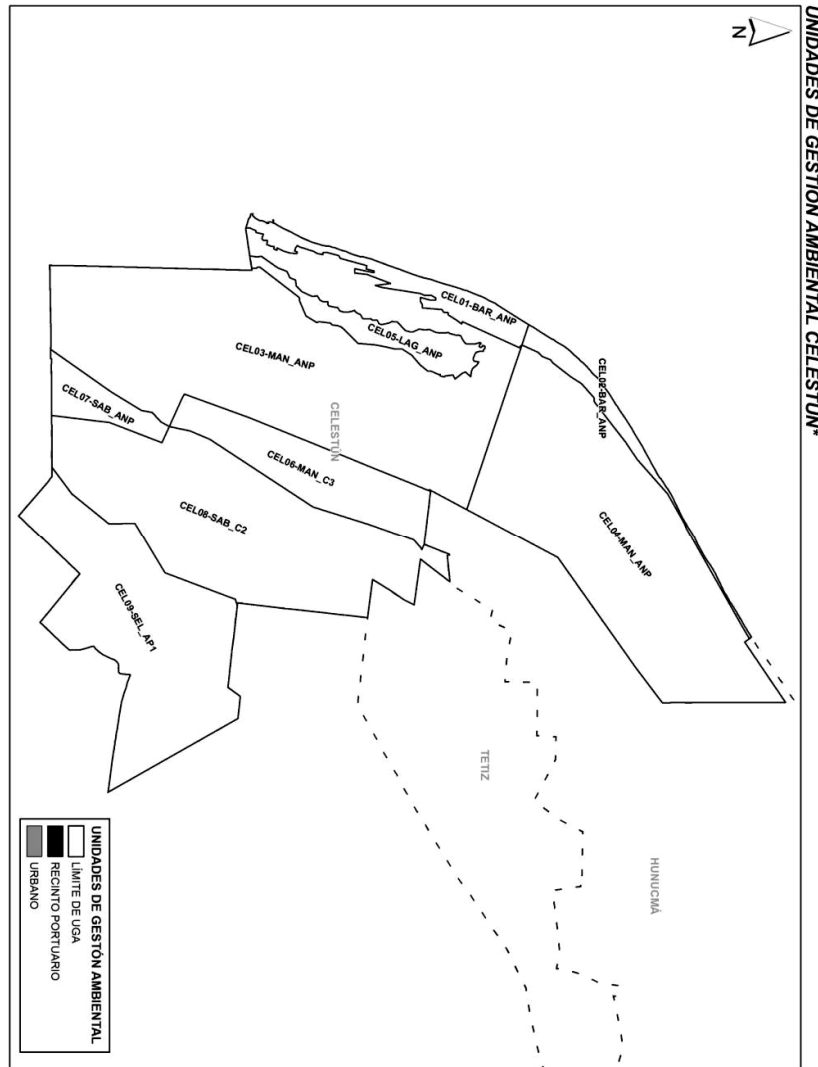 UNIDADES DE GESTIÓN AMBIENTAL CELESTÚN*
N
CEL01-BAR_ANP
CEL02-BAR_ANP
CEL05-LAG_ANP
CEL03-MAN_ANP
CELESTÚN
CEL04-MAN_ANP
CEL07-SAB_ANP
CEL06-MAN_C3
CEL08-SAB_C2
CEL09-SEL_AP1
TETIZ
HUNUCMÁ
UNIDADES DE GESTÓN AMBIENTAL
LÍMITE DE UGA
RECINTO PORTUARIO
URBANO